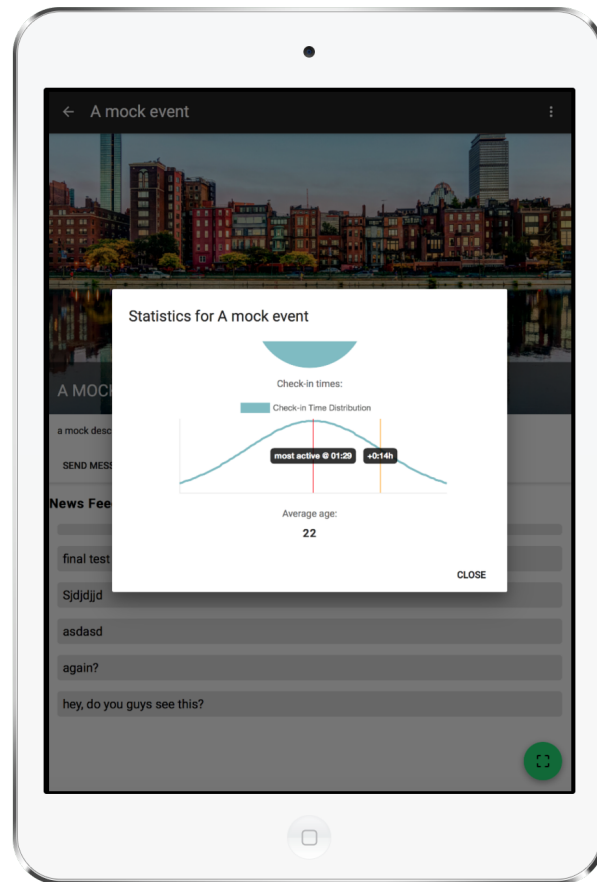 A mock event
Statistics for A mock event
Check-in times:
Check-in Time Distribution
most active @ 01:29
+0:14h
Average age:
22
CLOSE
A MOC
a mock desc
SEND MESS
News Fee
final test
Sjdjdjjd
asdasd
again?
hey, do you guys see this?